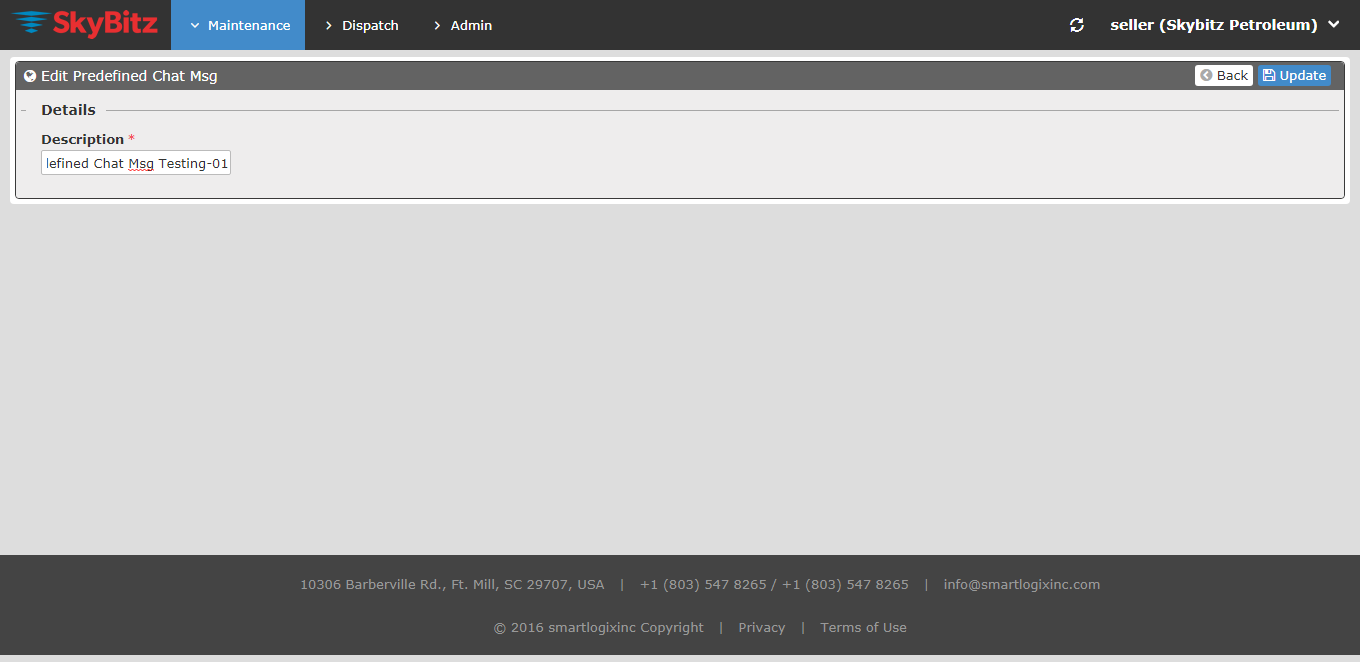 SkyBitz Maintenance Dispatch Admin seller (Skybitz Petroleum)
Edit Predefined Chat Msg Back Update
Details
Description *
lefined Chat Msg Testing-01
10306 Barberville Rd., Ft. Mill, SC 29707, USA | +1 (803) 547 8265 / +1 (803) 547 8265 | info@smartlogixinc.com
© 2016 smartlogixinc Copyright | Privacy | Terms of Use